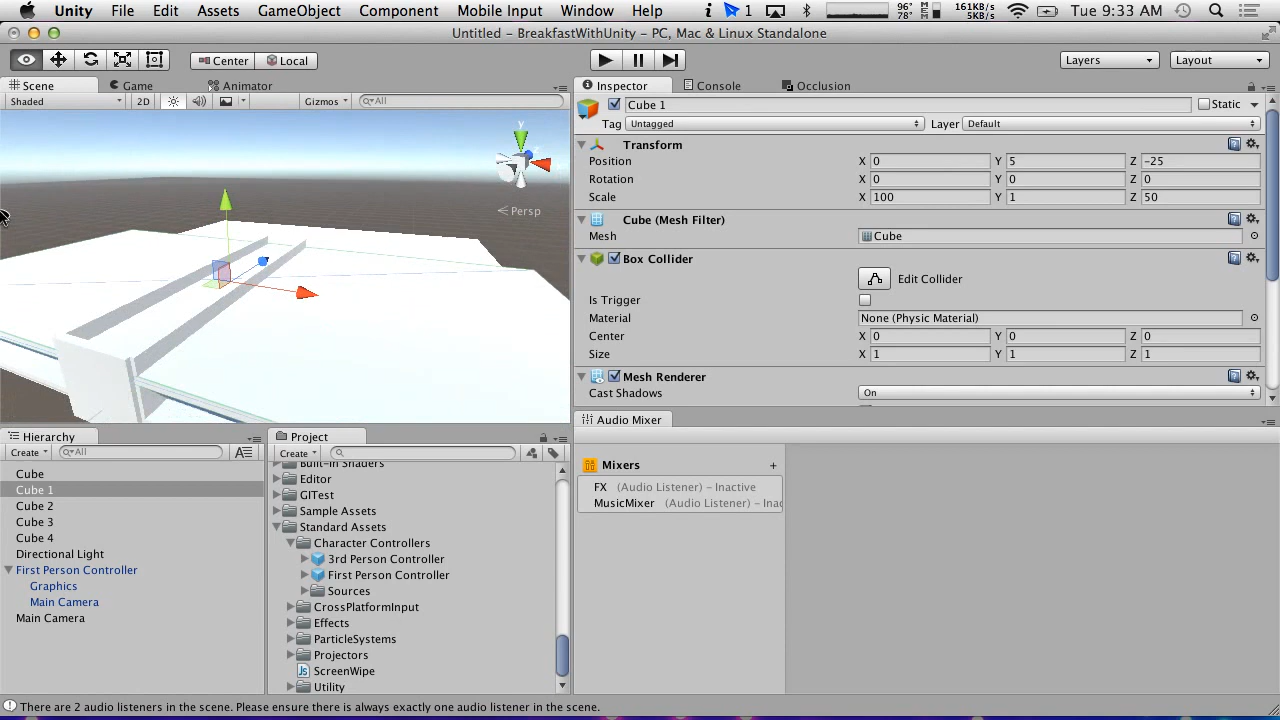 Unity File Edit Assets GameObject Component Mobile Input Window Help 1 96° 78° MEM 161KB/s 5KB/s Tue 9:33 AM
Untitled - BreakfastWithUnity - PC, Mac & Linux Standalone
Center Local Layers Layout
Scene Game Animator Inspector Console Occlusion
Shaded 2D Gizmos All
Cube 1 Static
Tag Untagged Layer Default
Transform
Position X 0 Y 5 Z -25
Rotation X 0 Y 0 Z 0
Scale X 100 Y 1 Z 50
y
Persp
Cube (Mesh Filter)
Mesh Cube
Box Collider
Edit Collider
Is Trigger
Material None (Physic Material)
Center X 0 Y 0 Z 0
Size X 1 Y 1 Z 1
Mesh Renderer
Cast Shadows On
Audio Mixer
Mixers +
FX (Audio Listener) – Inactive
MusicMixer (Audio Listener) – Inac
Hierarchy
Create All
Cube
Cube 1
Cube 2
Cube 3
Cube 4
Directional Light
First Person Controller
Graphics
Main Camera
Main Camera
Project
Create
Built-in Shaders
Editor
GITest
Sample Assets
Standard Assets
Character Controllers
3rd Person Controller
First Person Controller
Sources
CrossPlatformInput
Effects
ParticleSystems
Projectors
ScreenWipe
Utility
There are 2 audio listeners in the scene. Please ensure there is always exactly one audio listener in the scene.